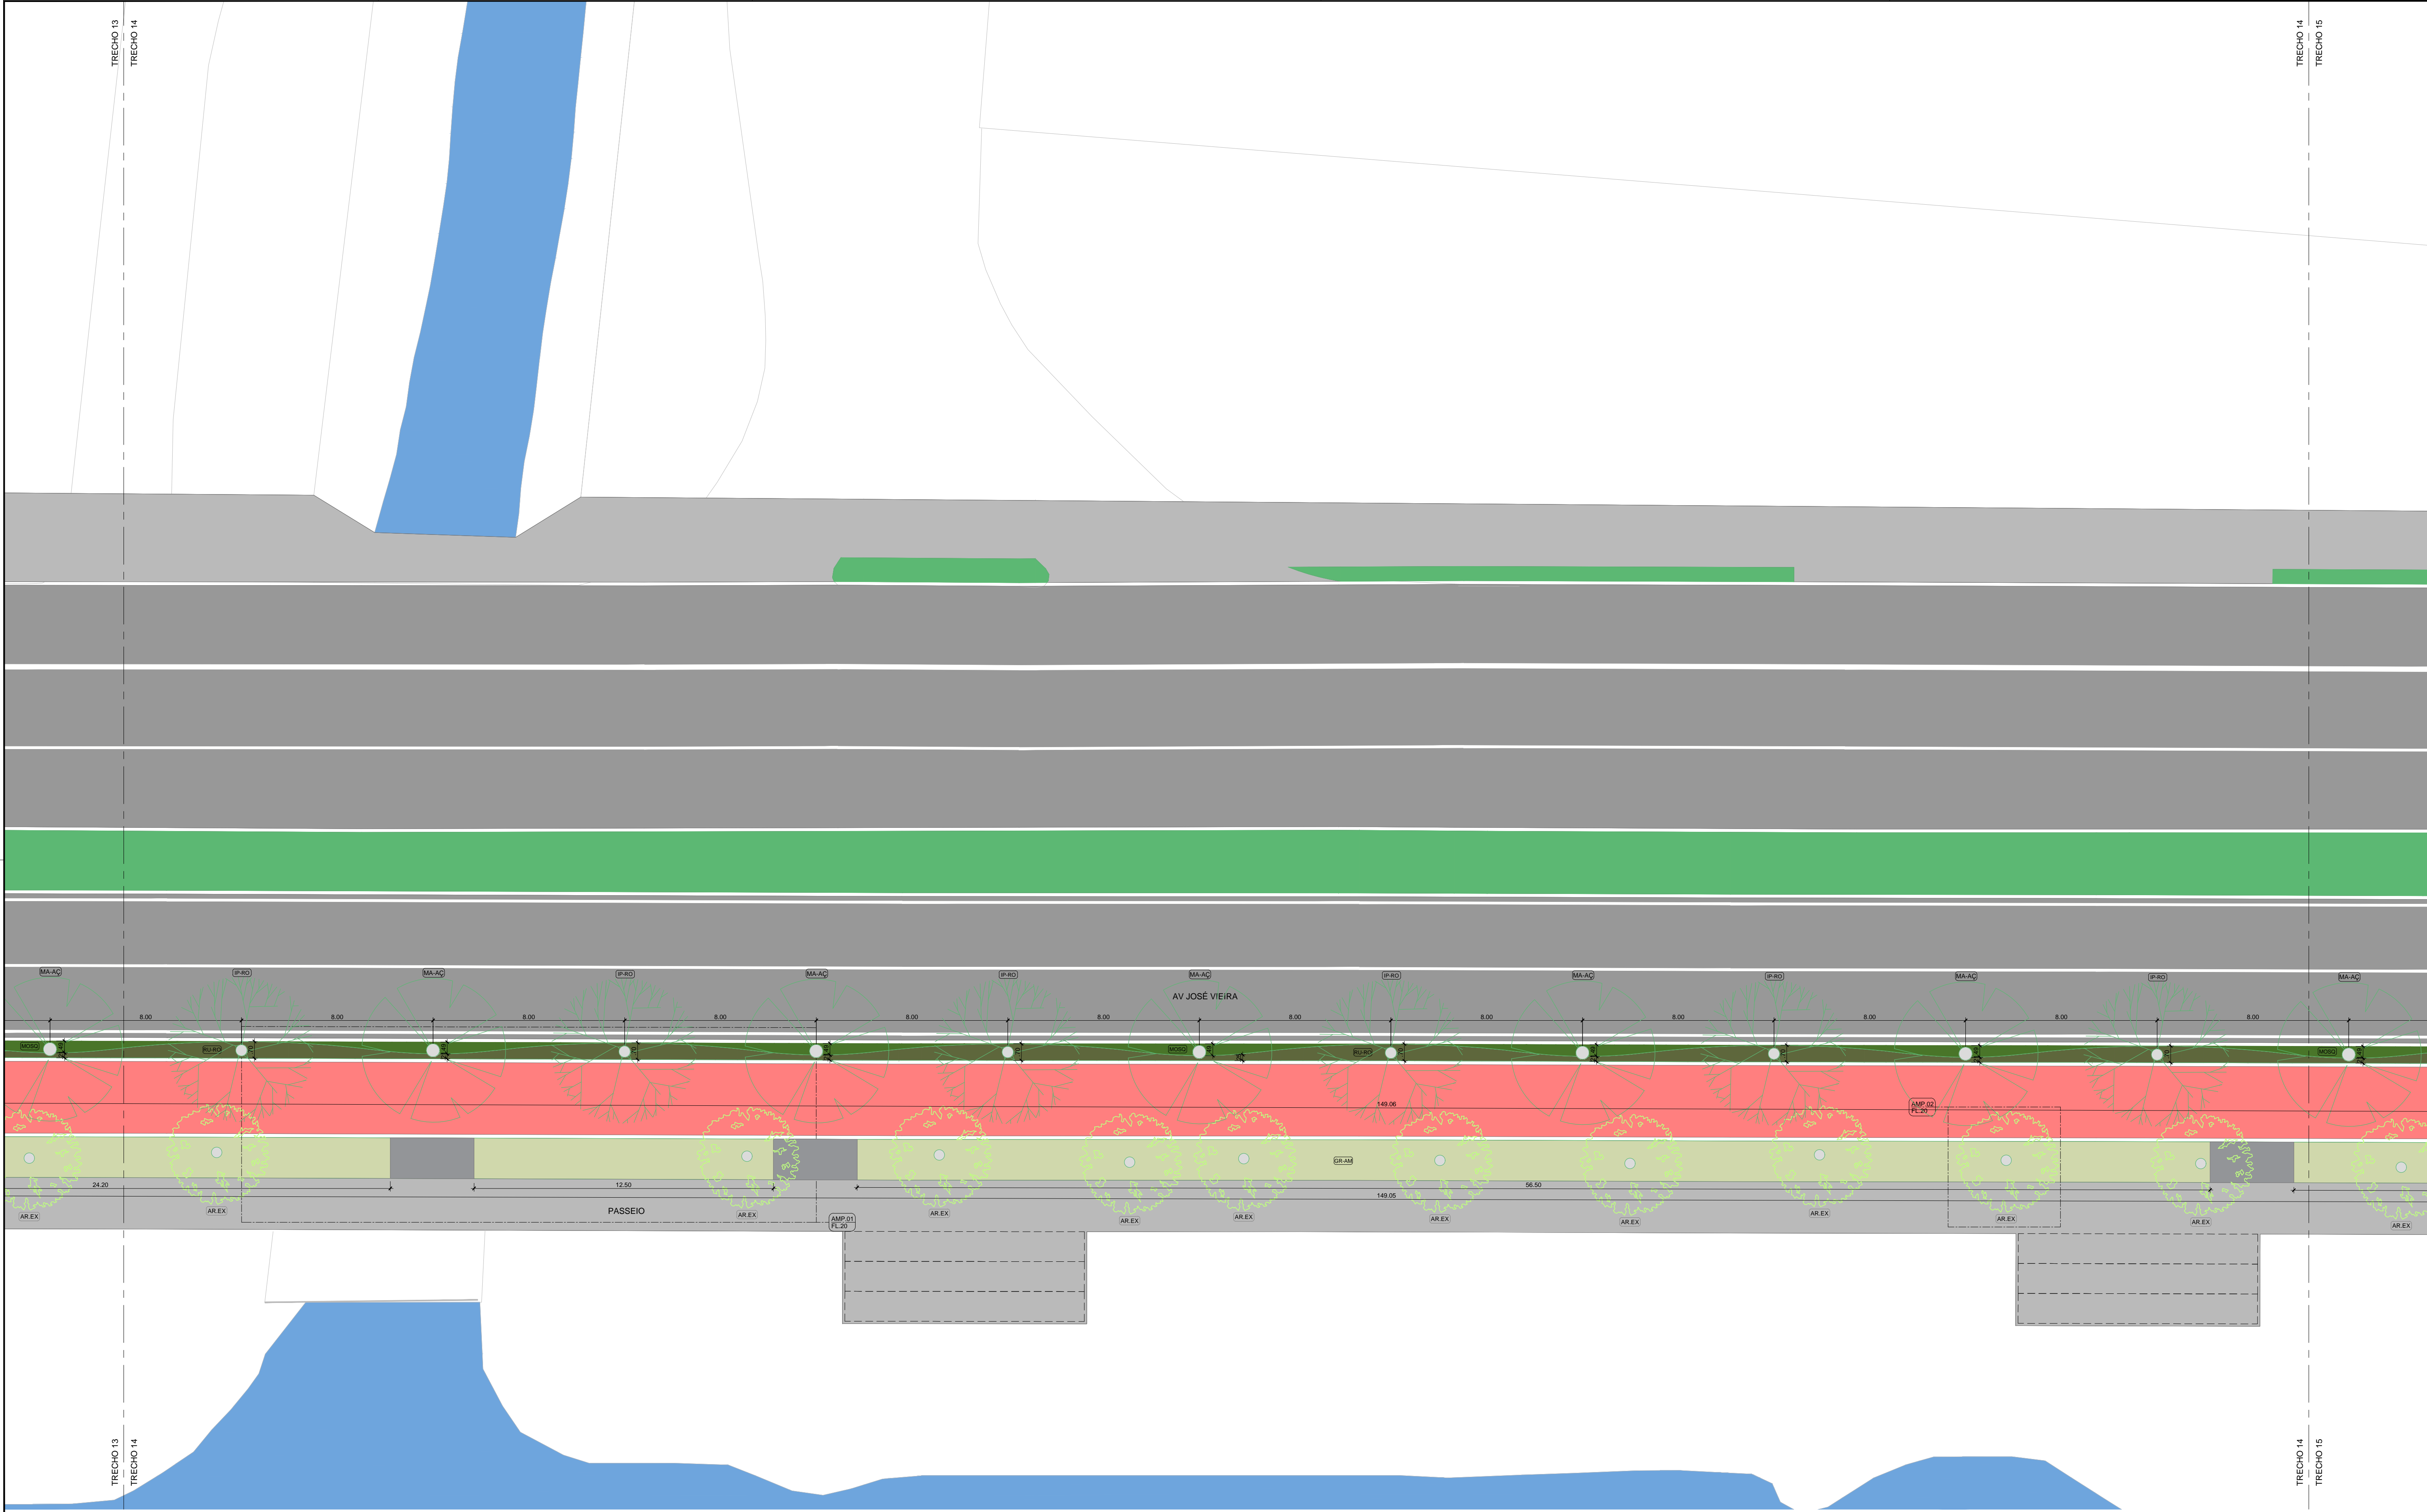 TRECHO 13
TRECHO 14
TRECHO 14
TRECHO 15
MA-AÇ
IP-RO
MA-AÇ
IP-RO
MA-AÇ
IP-RO
MA-AÇ
IP-RO
MA-AÇ
IP-RO
MA-AÇ
IP-RO
MA-AÇ
AV JOSÉ VIEIRA
8.00
8.00
8.00
8.00
8.00
8.00
8.00
8.00
8.00
8.00
8.00
8.00
MOSQ
RU-RO
MOSQ
RU-RO
MOSQ
149.06
AMP.02
FL.20
GR-AM
24.20
12.50
56.50
149.05
PASSEIO
AMP.01
FL.20
AR.EX
AR.EX
AR.EX
AR.EX
AR.EX
AR.EX
AR.EX
AR.EX
AR.EX
AR.EX
AR.EX
AR.EX
TRECHO 13
TRECHO 14
TRECHO 14
TRECHO 15